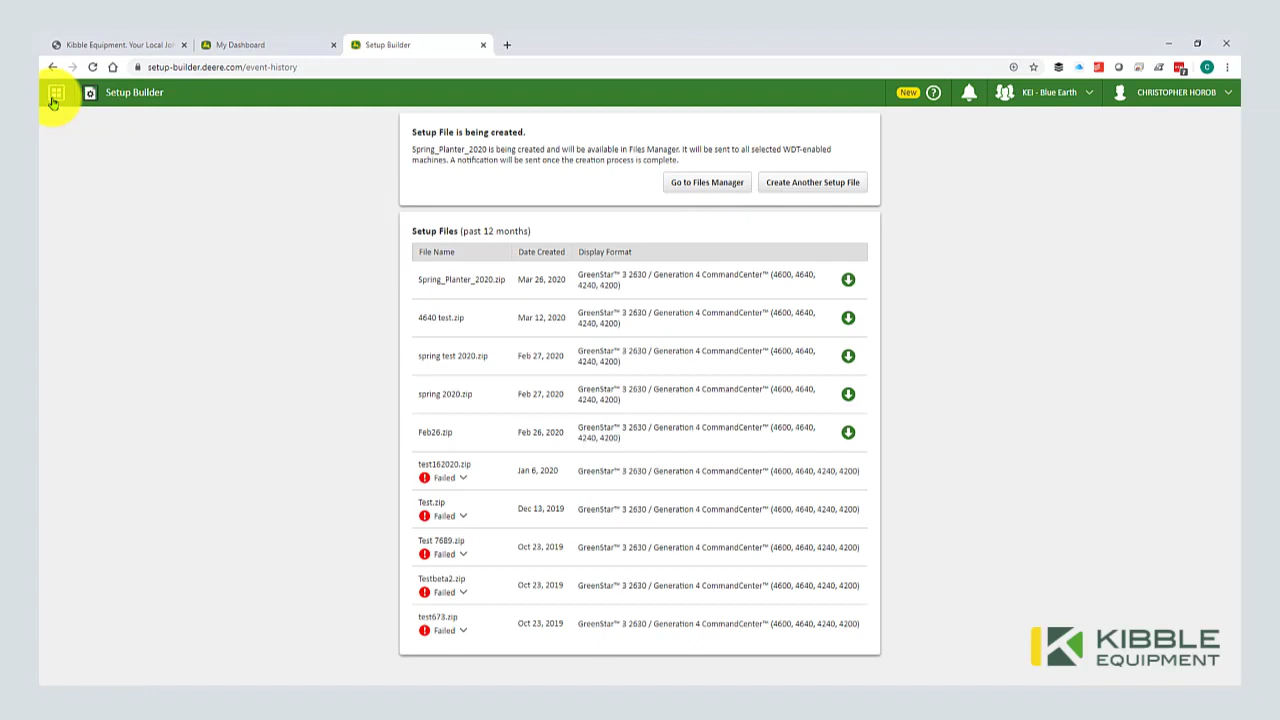 Kibble Equipment. Your Local Jo
My Dashboard
Setup Builder
setup-builder.deere.com/event-history
Setup Builder
New
KEI - Blue Earth
CHRISTOPHER HOROB
Setup File is being created.
Spring_Planter_2020 is being created and will be available in Files Manager. It will be sent to all selected WDT-enabled
machines. A notification will be sent once the creation process is complete.
Go to Files Manager
Create Another Setup File
Setup Files (past 12 months)
File Name Date Created Display Format
Spring_Planter_2020.zip Mar 26, 2020 GreenStar™ 3 2630 / Generation 4 CommandCenter™ (4600, 4640,
4240, 4200)
4640 test.zip Mar 12, 2020 GreenStar™ 3 2630 / Generation 4 CommandCenter™ (4600, 4640,
4240, 4200)
spring test 2020.zip Feb 27, 2020 GreenStar™ 3 2630 / Generation 4 CommandCenter™ (4600, 4640,
4240, 4200)
spring 2020.zip Feb 27, 2020 GreenStar™ 3 2630 / Generation 4 CommandCenter™ (4600, 4640,
4240, 4200)
Feb26.zip Feb 26, 2020 GreenStar™ 3 2630 / Generation 4 CommandCenter™ (4600, 4640,
4240, 4200)
test162020.zip
Failed
Jan 6, 2020 GreenStar™ 3 2630 / Generation 4 CommandCenter™ (4600, 4640, 4240, 4200)
Test.zip
Failed
Dec 13, 2019 GreenStar™ 3 2630 / Generation 4 CommandCenter™ (4600, 4640, 4240, 4200)
Test 7689.zip
Failed
Oct 23, 2019 GreenStar™ 3 2630 / Generation 4 CommandCenter™ (4600, 4640, 4240, 4200)
Testbeta2.zip
Failed
Oct 23, 2019 GreenStar™ 3 2630 / Generation 4 CommandCenter™ (4600, 4640, 4240, 4200)
test673.zip
Failed
Oct 23, 2019 GreenStar™ 3 2630 / Generation 4 CommandCenter™ (4600, 4640, 4240, 4200)
KIBBLE
EQUIPMENT